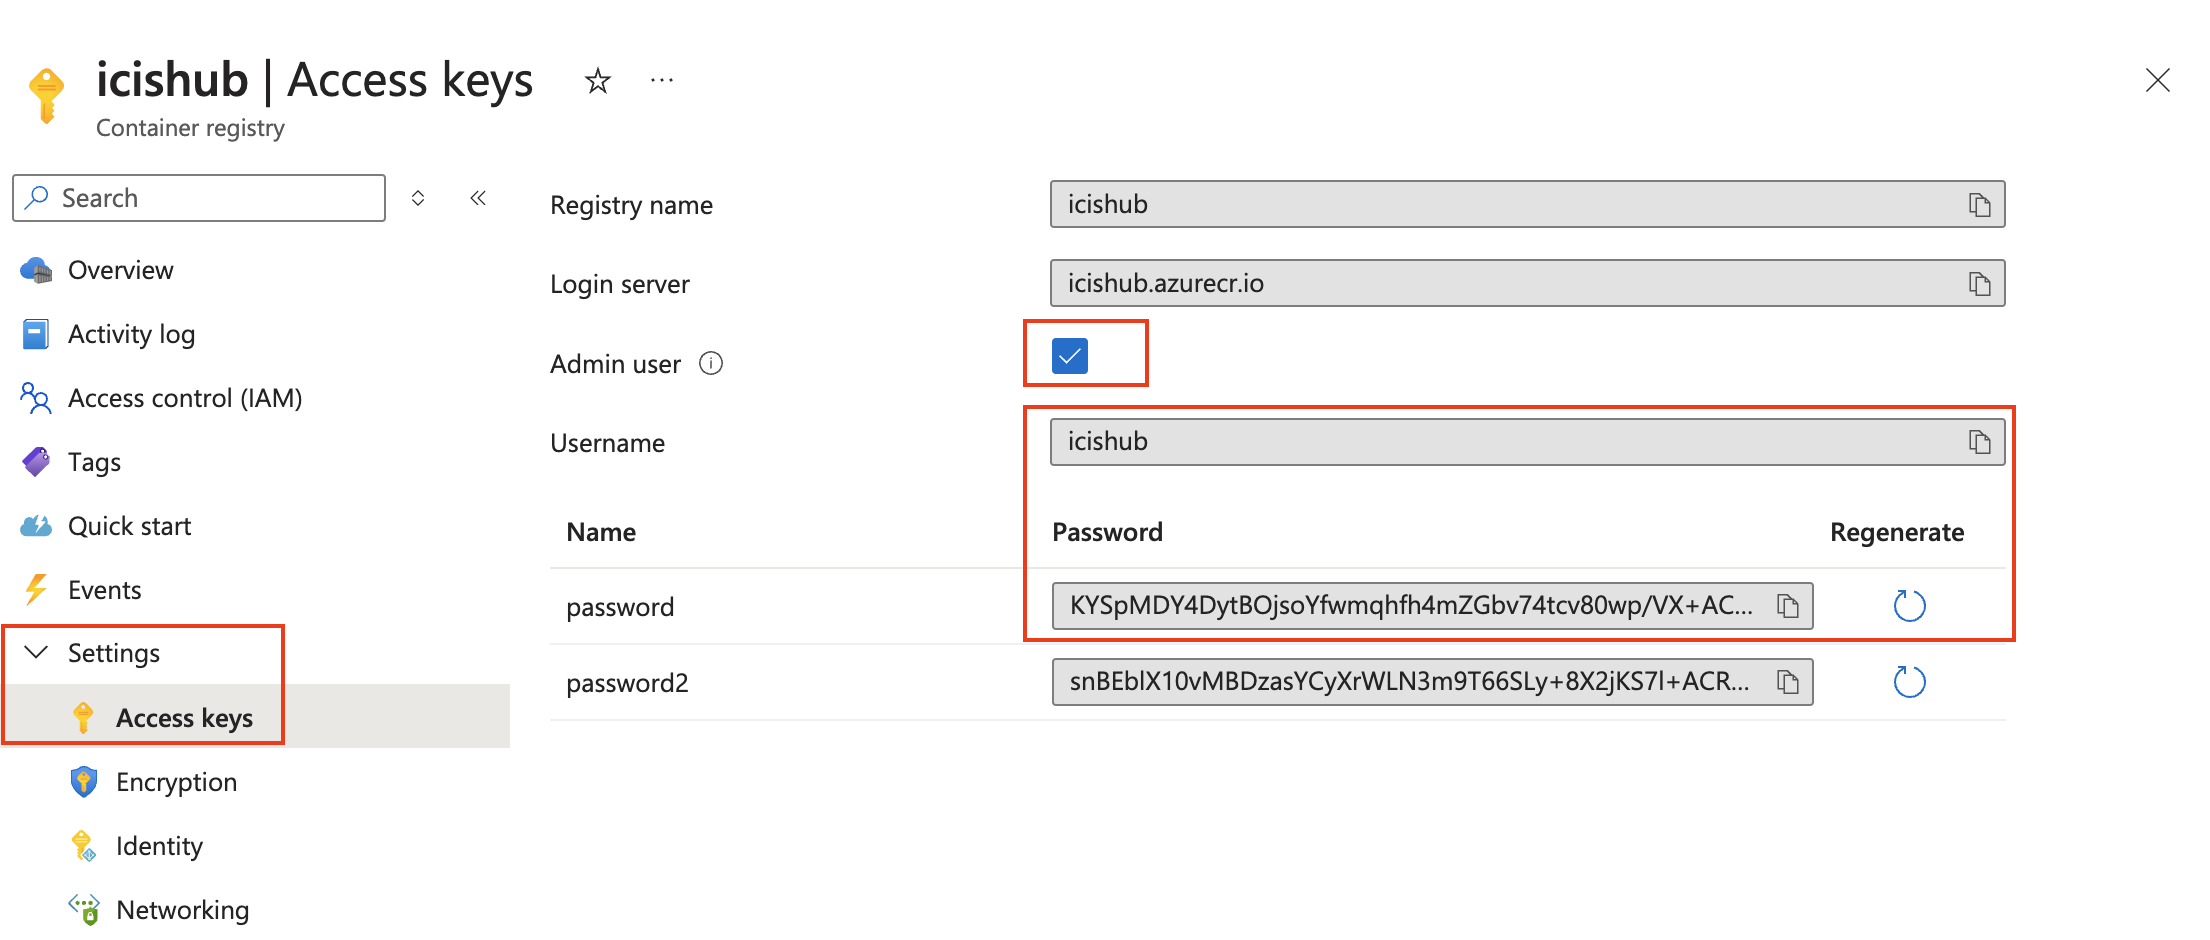 icishub | Access keys
Container registry
Search
Overview
Activity log
Access control (IAM)
Tags
Quick start
Events
Settings
Access keys
Encryption
Identity
Networking
Registry name
icishub
Login server
icishub.azurecr.io
Admin user
Username
icishub
Name Password Regenerate
password KYSpMDY4DytBOjsoYfwmqhfh4mZGbv74tcv80wp/VX+AC...
password2 snBEblX10vMBDzasYCyXrWLN3m9T66SLy+8X2jKS7l+ACR...